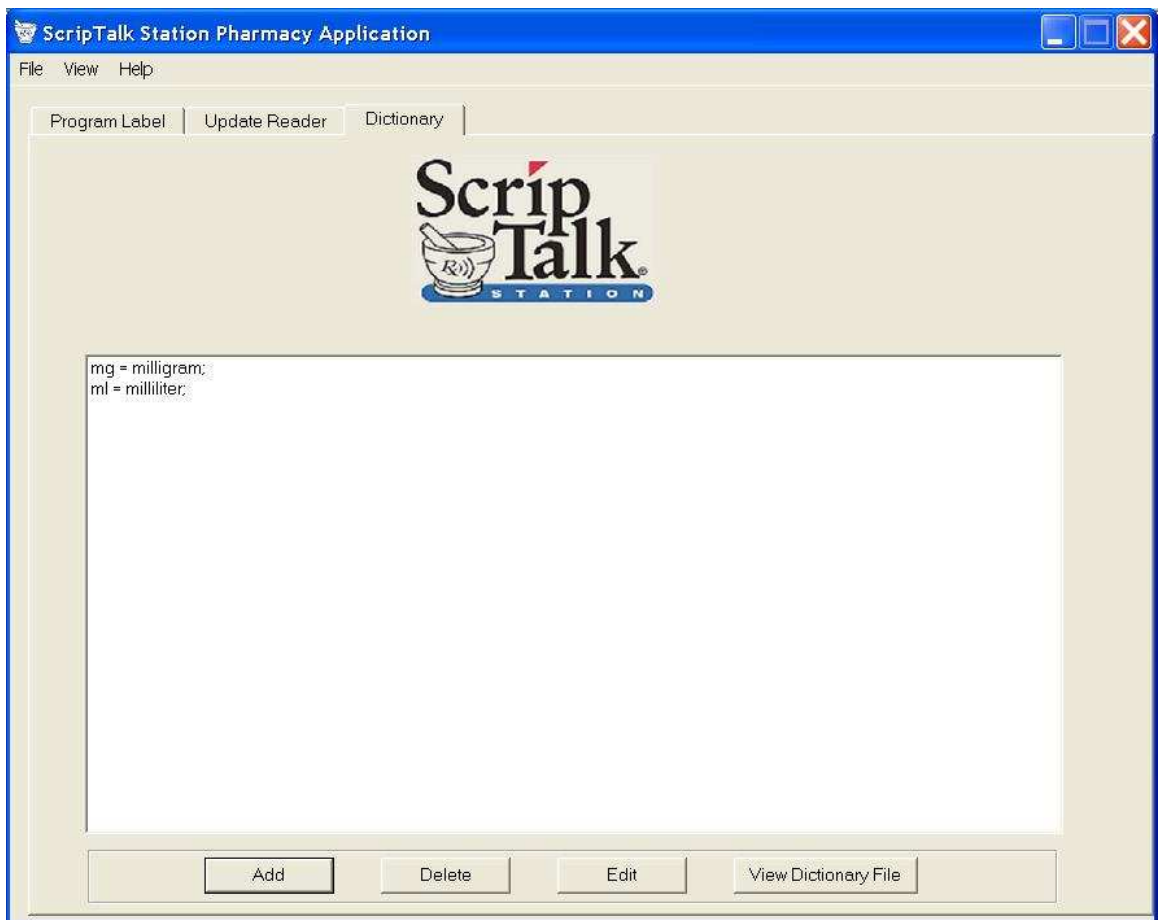 ScripTalk Station Pharmacy Application
File View Help
Program Label Update Reader Dictionary
Scrip
Talk®
STATION
Rx
mg = milligram;
ml = milliliter;
Add Delete Edit View Dictionary File